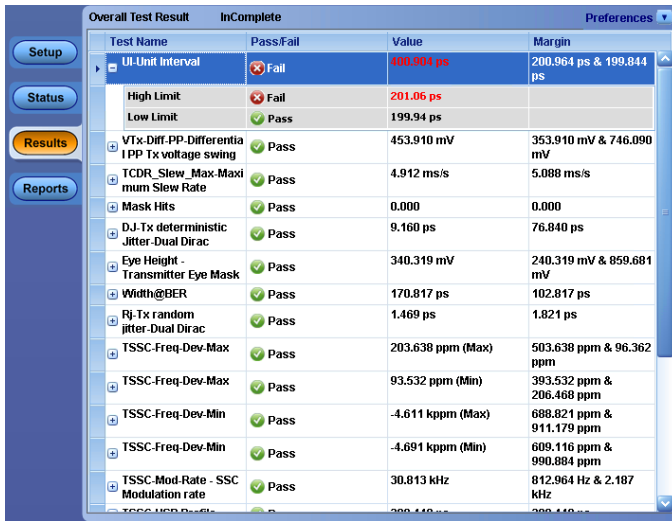 Overall Test Result InComplete Preferences
Setup
Status
Results
Reports
Test Name Pass/Fail Value Margin
UI-Unit Interval Fail 400.904 ps 200.964 ps & 199.844 ps
High Limit Fail 201.06 ps
Low Limit Pass 199.94 ps
VTx-Diff-PP-Differentia
l PP Tx voltage swing Pass 453.910 mV 353.910 mV & 746.090
mV
TCDR_Slew_Max-Maxi
mum Slew Rate Pass 4.912 ms/s 5.088 ms/s
Mask Hits Pass 0.000 0.000
DJ-Tx deterministic
Jitter-Dual Dirac Pass 9.160 ps 76.840 ps
Eye Height -
Transmitter Eye Mask Pass 340.319 mV 240.319 mV & 859.681
mV
Width@BER Pass 170.817 ps 102.817 ps
Rj-Tx random
jitter-Dual Dirac Pass 1.469 ps 1.821 ps
TSSC-Freq-Dev-Max Pass 203.638 ppm (Max) 503.638 ppm & 96.362
ppm
TSSC-Freq-Dev-Max Pass 93.532 ppm (Min) 393.532 ppm &
206.468 ppm
TSSC-Freq-Dev-Min Pass -4.611 kppm (Max) 688.821 ppm &
911.179 ppm
TSSC-Freq-Dev-Min Pass -4.691 kppm (Min) 609.116 ppm &
990.884 ppm
TSSC-Mod-Rate - SSC
Modulation rate Pass 30.813 kHz 812.964 Hz & 2.187
kHz